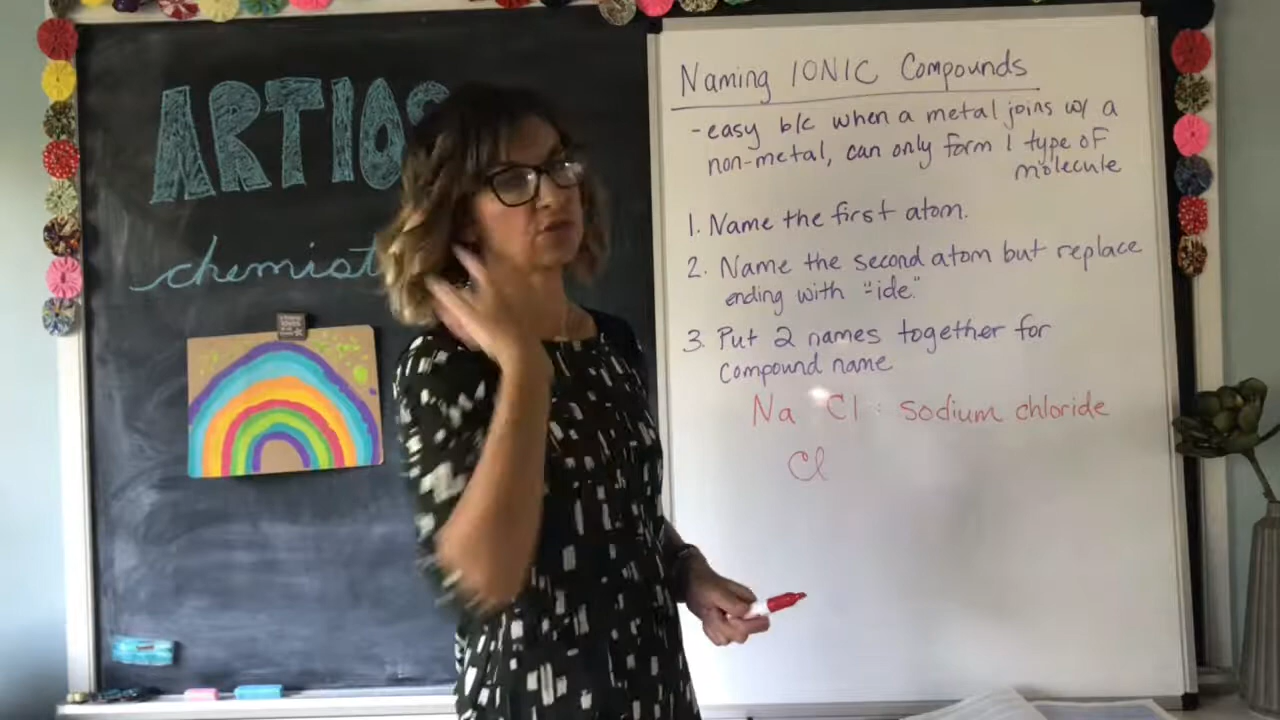 ARTIOS
chemist
Naming IONIC Compounds
- easy b/c when a metal joins w/ a
non-metal, can only form 1 type of
molecule
1. Name the first atom.
2. Name the second atom but replace
ending with "-ide."
3. Put 2 names together for
compound name
Na Cl : sodium chloride
Cl